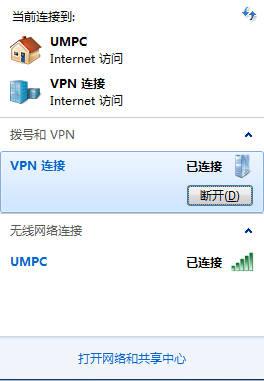 当前连接到:
UMPC
Internet 访问
VPN 连接
Internet 访问
拨号和 VPN
VPN 连接 已连接
断开(D)
无线网络连接
UMPC 已连接
打开网络和共享中心